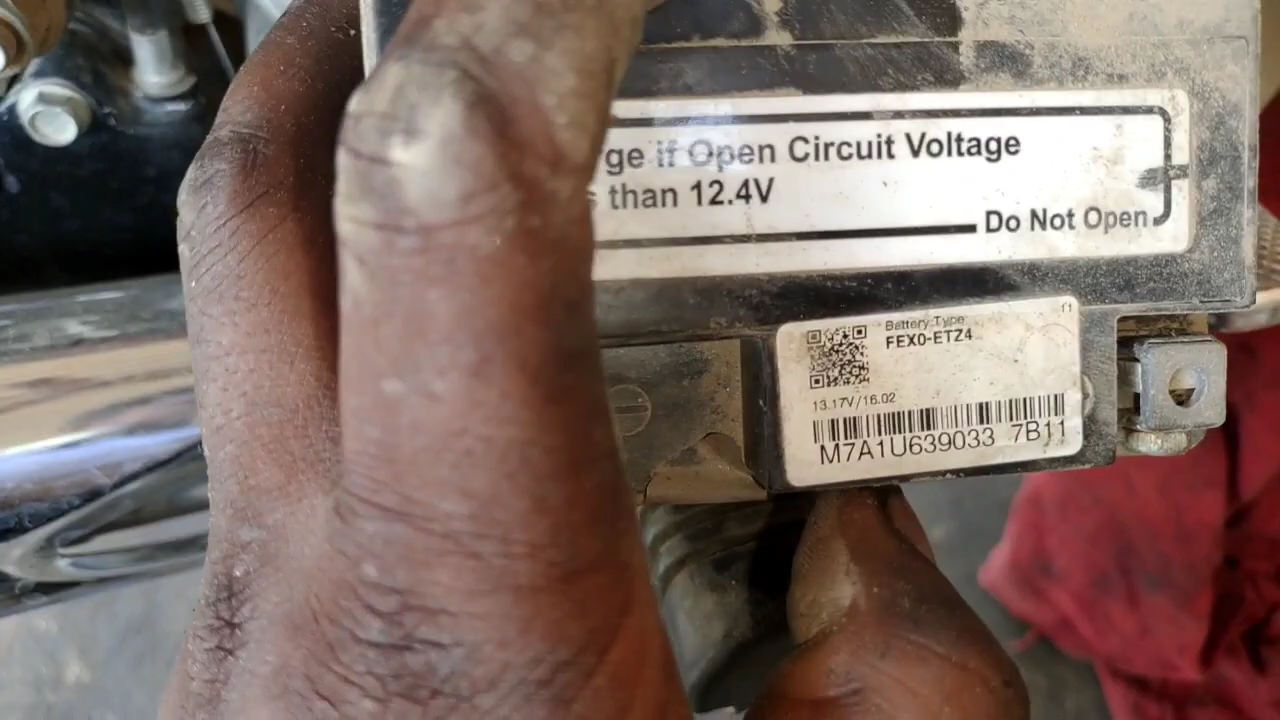 ge if Open Circuit Voltage
than 12.4V
Do Not Open
Battery Type
FEX0-ETZ4
13.17V/16.02
M7A1U639033 7B11